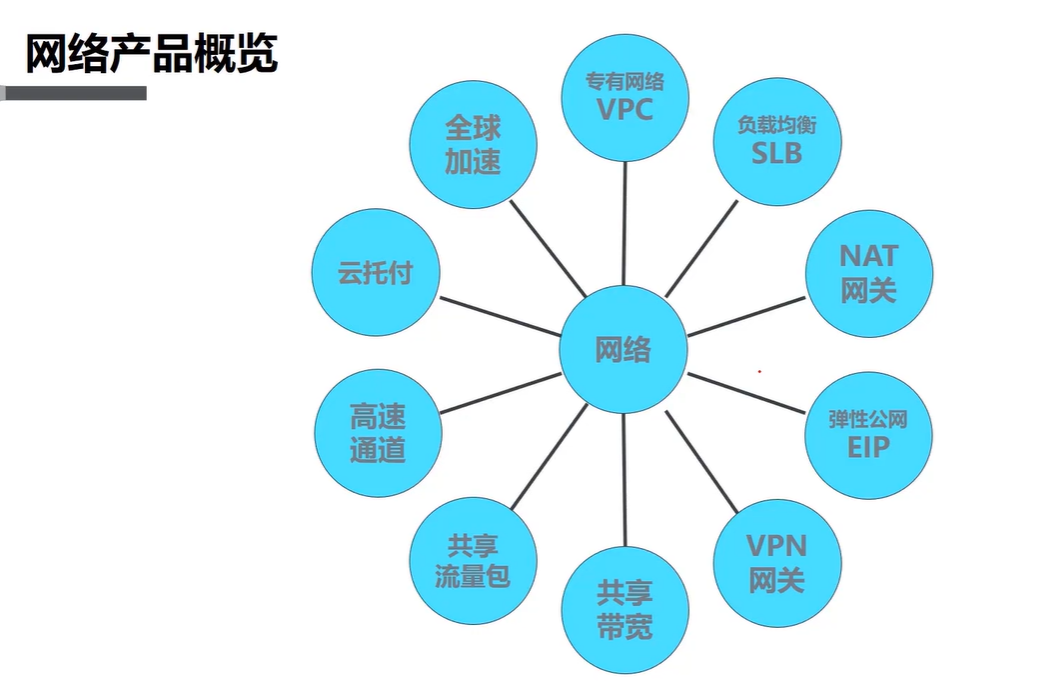 网络产品概览
专有网络
VPC
负载均衡
SLB
NAT
网关
弹性公网
EIP
VPN
网关
共享
带宽
共享
流量包
高速
通道
云托付
全球
加速
网络